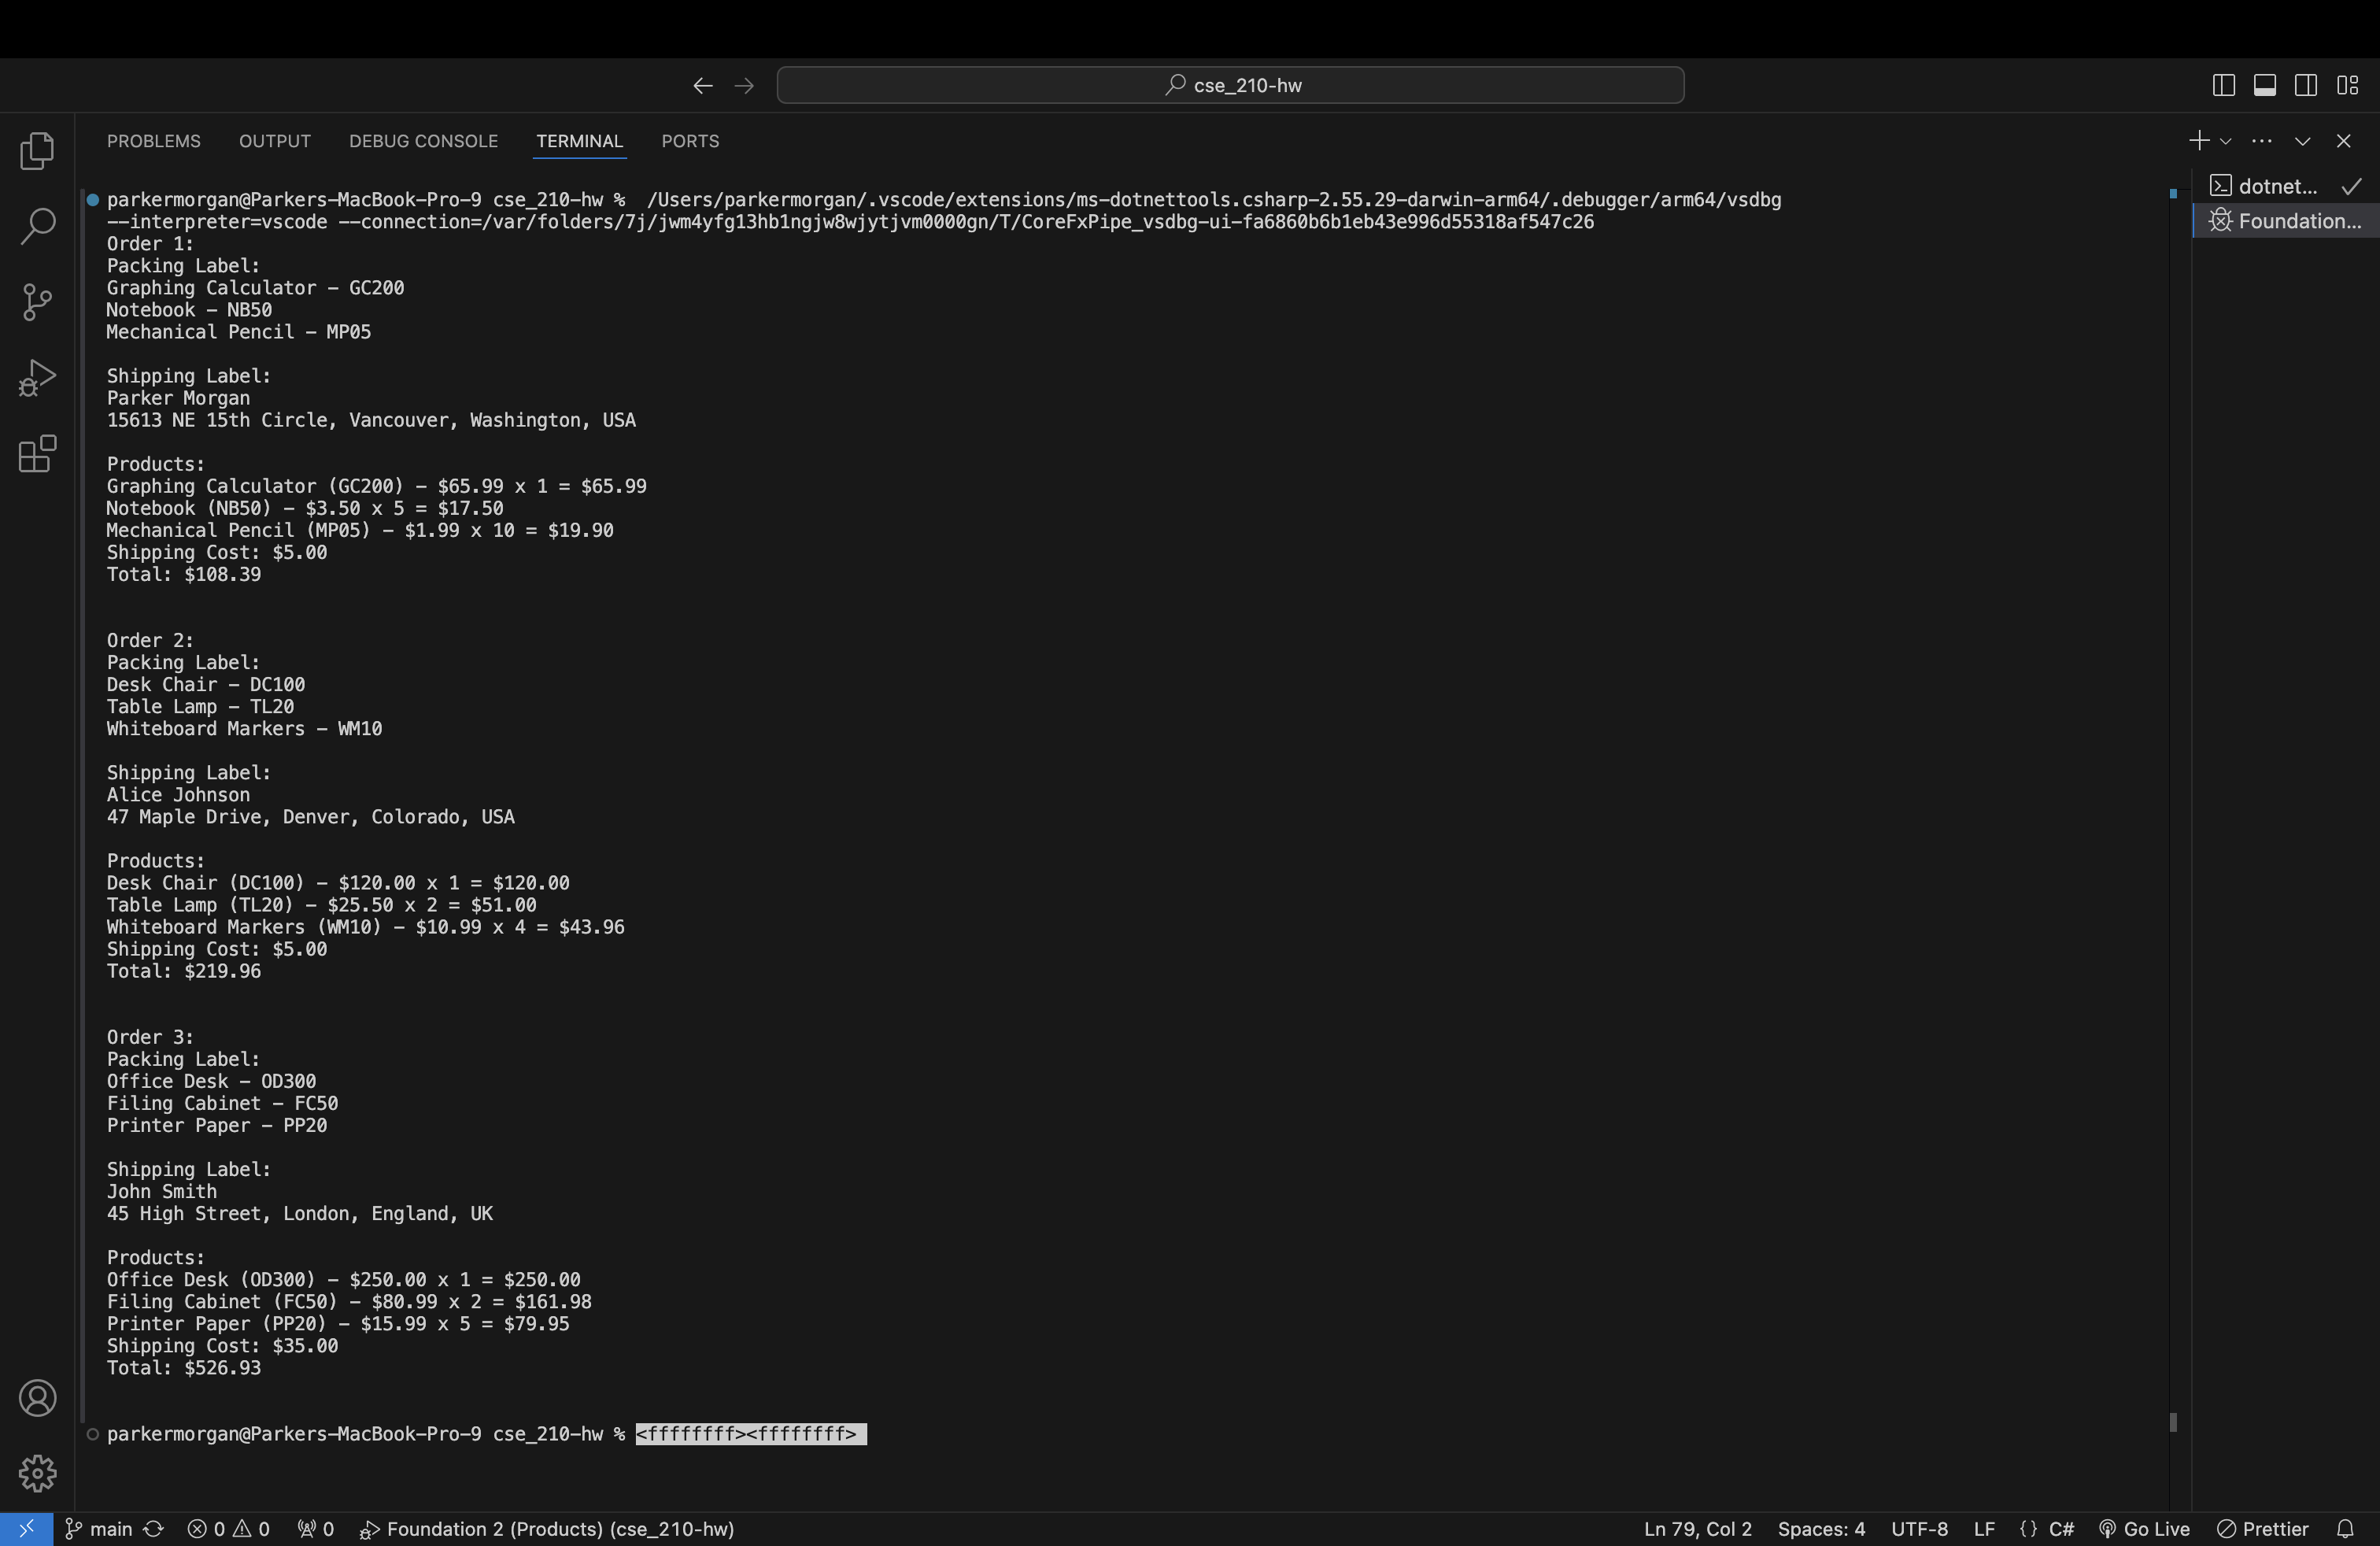 cse_210-hw
PROBLEMS OUTPUT DEBUG CONSOLE TERMINAL PORTS
dotnet...
Foundation...
parkermorgan@Parkers-MacBook-Pro-9 cse_210-hw %  /Users/parkermorgan/.vscode/extensions/ms-dotnettools.csharp-2.55.29-darwin-arm64/.debugger/arm64/vsdbg
--interpreter=vscode --connection=/var/folders/7j/jwm4yfg13hb1ngjw8wjytjvm0000gn/T/CoreFxPipe_vsdbg-ui-fa6860b6b1eb43e996d55318af547c26
Order 1:
Packing Label:
Graphing Calculator - GC200
Notebook - NB50
Mechanical Pencil - MP05
Shipping Label:
Parker Morgan
15613 NE 15th Circle, Vancouver, Washington, USA
Products:
Graphing Calculator (GC200) - $65.99 x 1 = $65.99
Notebook (NB50) - $3.50 x 5 = $17.50
Mechanical Pencil (MP05) - $1.99 x 10 = $19.90
Shipping Cost: $5.00
Total: $108.39
Order 2:
Packing Label:
Desk Chair - DC100
Table Lamp - TL20
Whiteboard Markers - WM10
Shipping Label:
Alice Johnson
47 Maple Drive, Denver, Colorado, USA
Products:
Desk Chair (DC100) - $120.00 x 1 = $120.00
Table Lamp (TL20) - $25.50 x 2 = $51.00
Whiteboard Markers (WM10) - $10.99 x 4 = $43.96
Shipping Cost: $5.00
Total: $219.96
Order 3:
Packing Label:
Office Desk - OD300
Filing Cabinet - FC50
Printer Paper - PP20
Shipping Label:
John Smith
45 High Street, London, England, UK
Products:
Office Desk (OD300) - $250.00 x 1 = $250.00
Filing Cabinet (FC50) - $80.99 x 2 = $161.98
Printer Paper (PP20) - $15.99 x 5 = $79.95
Shipping Cost: $35.00
Total: $526.93
parkermorgan@Parkers-MacBook-Pro-9 cse_210-hw % <ffffffff><ffffffff>
main 0 0 0 Foundation 2 (Products) (cse_210-hw) Ln 79, Col 2 Spaces: 4 UTF-8 LF {} C# Go Live Prettier